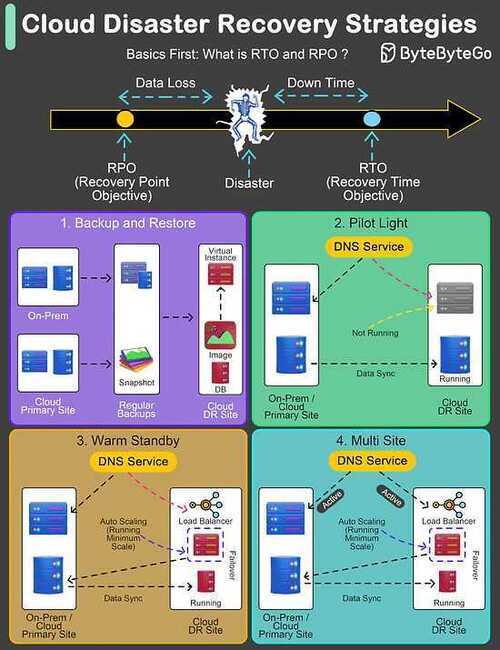 Cloud Disaster Recovery Strategies
Basics First: What is RTO and RPO ?
ByteByteGo
Data Loss
Down Time
RPO
(Recovery Point
Objective)
Disaster
RTO
(Recovery Time
Objective)
1. Backup and Restore
On-Prem
Cloud
Primary Site
Snapshot
Regular
Backups
Virtual
Instance
Image
DB
Cloud
DR Site
2. Pilot Light
DNS Service
Not Running
Data Sync
Running
On-Prem /
Cloud
Primary Site
Cloud
DR Site
3. Warm Standby
DNS Service
Load Balancer
Auto Scaling
(Running
Minimum
Scale)
Failover
Data Sync
Running
On-Prem /
Cloud
Primary Site
Cloud
DR Site
4. Multi Site
DNS Service
Active
Active
Load Balancer
Auto Scaling
(Running
Minimum
Scale)
Failover
Data Sync
Running
On-Prem /
Cloud
Primary Site
Cloud
DR Site